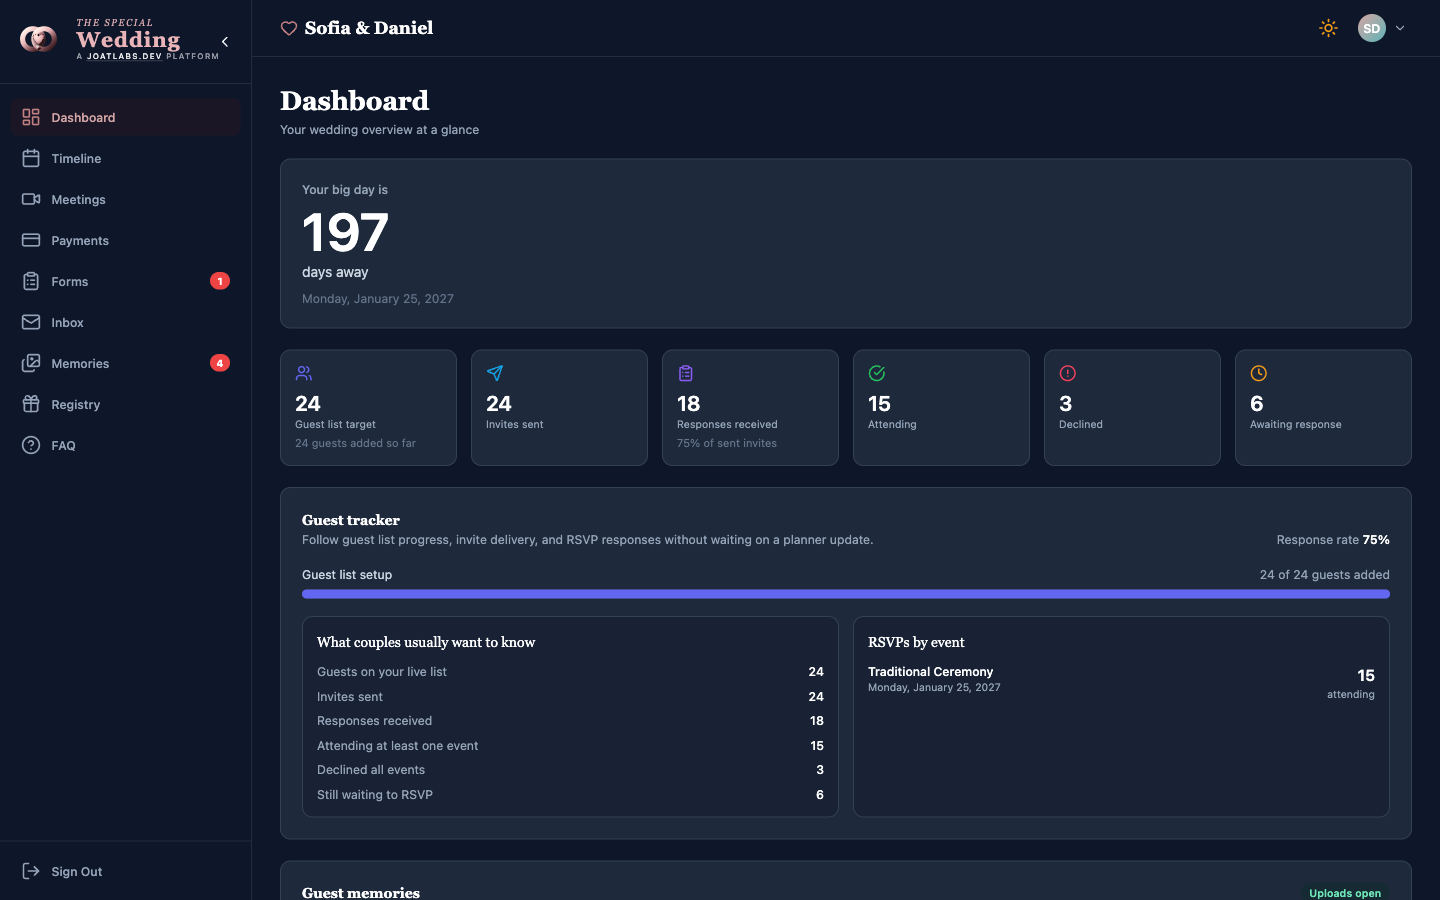 THE SPECIAL
Wedding
A JOATLABS.DEV PLATFORM
Sofia & Daniel
SD
Dashboard
Timeline
Meetings
Payments
Forms
1
Inbox
Memories
4
Registry
FAQ
Sign Out
Dashboard
Your wedding overview at a glance
Your big day is
197
days away
Monday, January 25, 2027
24
Guest list target
24 guests added so far
24
Invites sent
18
Responses received
75% of sent invites
15
Attending
3
Declined
6
Awaiting response
Guest tracker
Follow guest list progress, invite delivery, and RSVP responses without waiting on a planner update.
Response rate 75%
Guest list setup
24 of 24 guests added
What couples usually want to know
Guests on your live list 24
Invites sent 24
Responses received 18
Attending at least one event 15
Declined all events 3
Still waiting to RSVP 6
RSVPs by event
Traditional Ceremony
Monday, January 25, 2027
15
attending
Guest memories
Uploads open